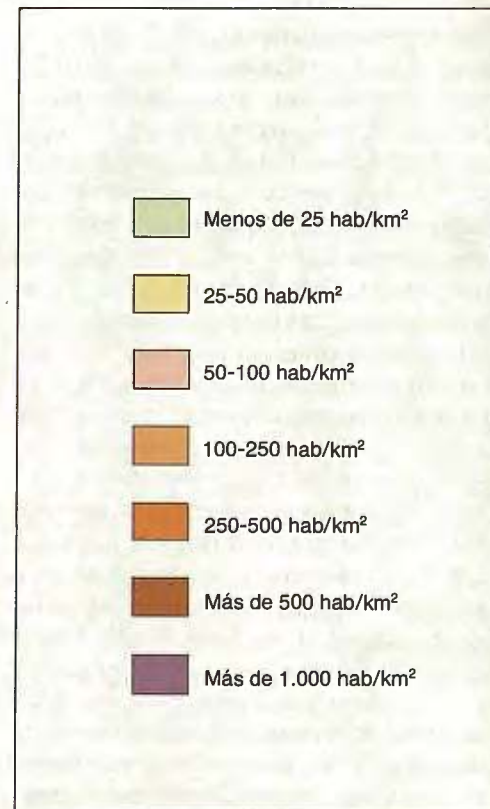 Menos de 25 hab/km²
25-50 hab/km²
50-100 hab/km²
100-250 hab/km²
250-500 hab/km²
Más de 500 hab/km²
Más de 1.000 hab/km²